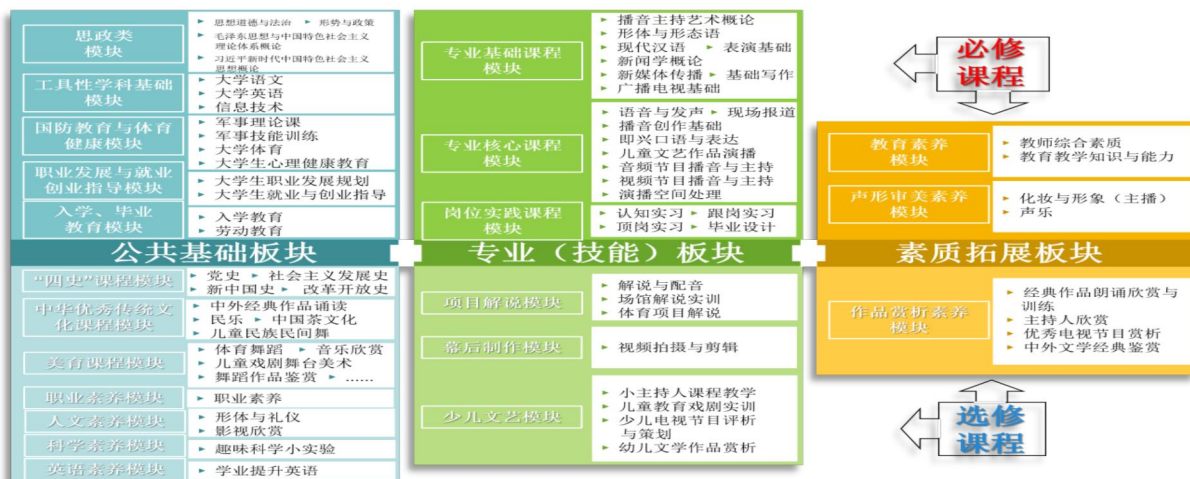 思政类
模块
► 思想道德与法治 ► 形势与政策
► 毛泽东思想与中国特色社会主义
理论体系概论
► 习近平新时代中国特色社会主义
思想概论
工具性学科基础
模块
► 大学语文
► 大学英语
► 信息技术
国防教育与体育
健康模块
► 军事理论课
► 军事技能训练
► 大学体育
► 大学生心理健康教育
职业发展与就业
创业指导模块
► 大学生职业发展规划
► 大学生就业与创业指导
入学、毕业
教育模块
► 入学教育
► 劳动教育
公共基础板块
“四史”课程模块
► 党史 ► 社会主义发展史
► 新中国史 ► 改革开放史
中华优秀传统文
化课程模块
► 中外经典作品诵读
► 民乐 ► 中国茶文化
► 儿童民族民间舞
美育课程模块
► 体育舞蹈 ► 音乐欣赏
► 儿童戏剧舞台美术
► 舞蹈作品鉴赏 ► ……
职业素养模块
► 职业素养
人文素养模块
► 形体与礼仪
► 影视欣赏
科学素养模块
► 趣味科学小实验
英语素养模块
► 学业提升英语
专业基础课程
模块
► 播音主持艺术概论
► 形体与形态语
► 现代汉语 ► 表演基础
► 新闻学概论
► 新媒体传播 ► 基础写作
► 广播电视基础
专业核心课程
模块
► 语音与发声 ► 现场报道
► 播音创作基础
► 即兴口语与表达
► 儿童文艺作品演播
► 音频节目播音与主持
► 视频节目播音与主持
► 演播空间处理
岗位实践课程
模块
► 认知实习 ► 跟岗实习
► 顶岗实习 ► 毕业设计
专业（技能）板块
项目解说模块
► 解说与配音
► 场馆解说实训
► 体育项目解说
幕后制作模块
► 视频拍摄与剪辑
少儿文艺模块
► 小主持人课程教学
► 儿童教育戏剧实训
► 少儿电视节目评析
与策划
► 幼儿文学作品赏析
必修
课程
教育素养
模块
► 教师综合素质
► 教育教学知识与能力
声形审美素养
模块
► 化妆与形象（主播）
► 声乐
素质拓展板块
作品赏析素养
模块
► 经典作品朗诵欣赏与
训练
► 主持人欣赏
► 优秀电视节目赏析
► 中外文学经典鉴赏
选修
课程